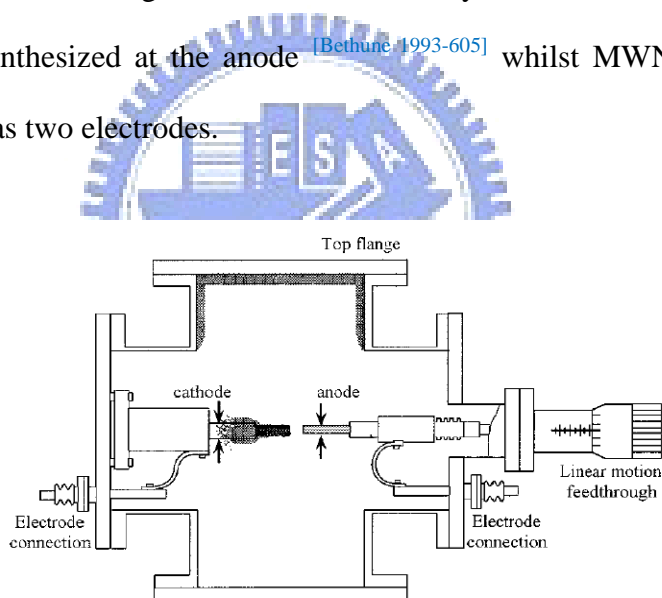 nthesized at the anode [Bethune 1993-605] whilst MWN
as two electrodes.
E S A
Top flange
cathode
anode
Linear motion
feedthrough
Electrode
connection
Electrode
connection